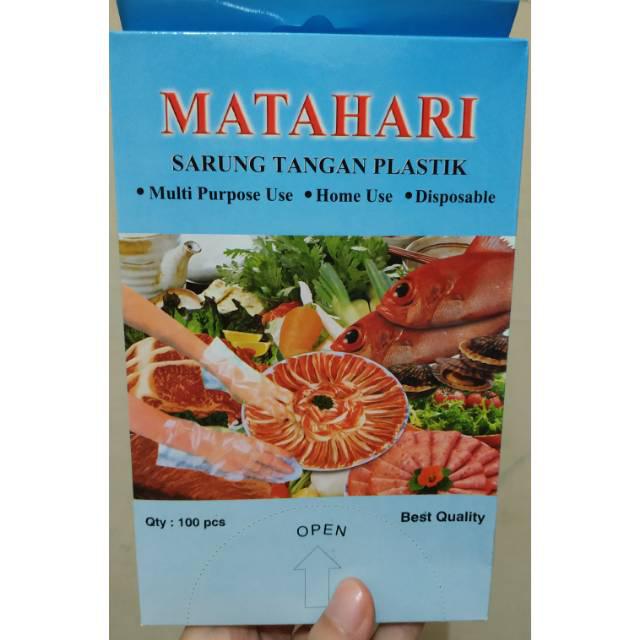 MATAHARI
SARUNG TANGAN PLASTIK
• Multi Purpose Use • Home Use • Disposable
Qty : 100 pcs
OPEN
Best Quality